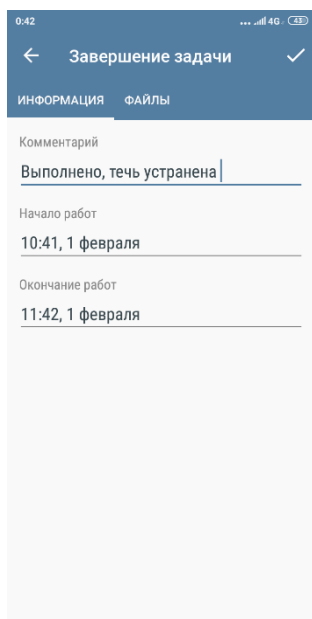 0:42
4G 43
Завершение задачи
ИНФОРМАЦИЯ ФАЙЛЫ
Комментарий
Выполнено, течь устранена
Начало работ
10:41, 1 февраля
Окончание работ
11:42, 1 февраля